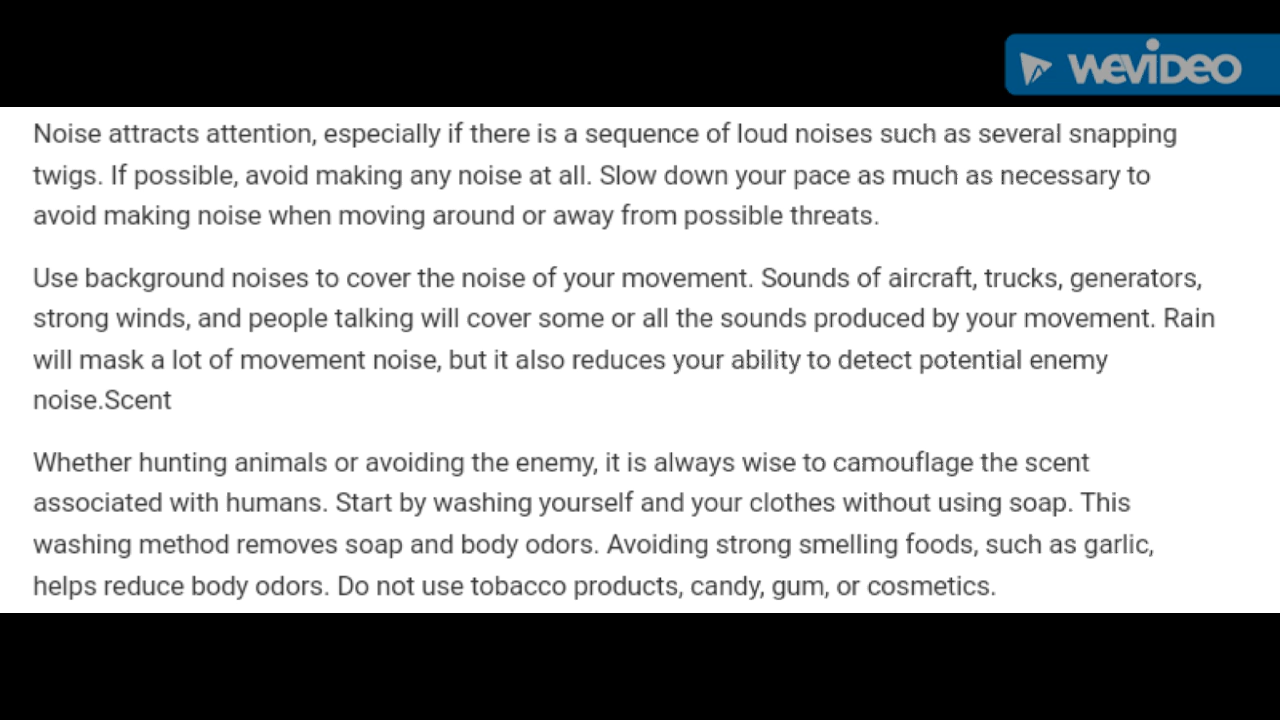 WEVIDEO
Noise attracts attention, especially if there is a sequence of loud noises such as several snapping
twigs. If possible, avoid making any noise at all. Slow down your pace as much as necessary to
avoid making noise when moving around or away from possible threats.
Use background noises to cover the noise of your movement. Sounds of aircraft, trucks, generators,
strong winds, and people talking will cover some or all the sounds produced by your movement. Rain
will mask a lot of movement noise, but it also reduces your ability to detect potential enemy
noise.Scent
Whether hunting animals or avoiding the enemy, it is always wise to camouflage the scent
associated with humans. Start by washing yourself and your clothes without using soap. This
washing method removes soap and body odors. Avoiding strong smelling foods, such as garlic,
helps reduce body odors. Do not use tobacco products, candy, gum, or cosmetics.